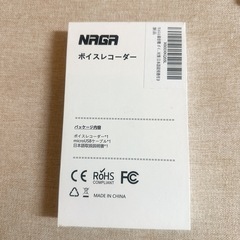 NAGA
ボイスレコーダー
パッケージ内容
ボイスレコーダー*1
microUSBケーブル*1
日本語取扱説明書*1
CE RoHS
COMPLIANT
MADE IN CHINA